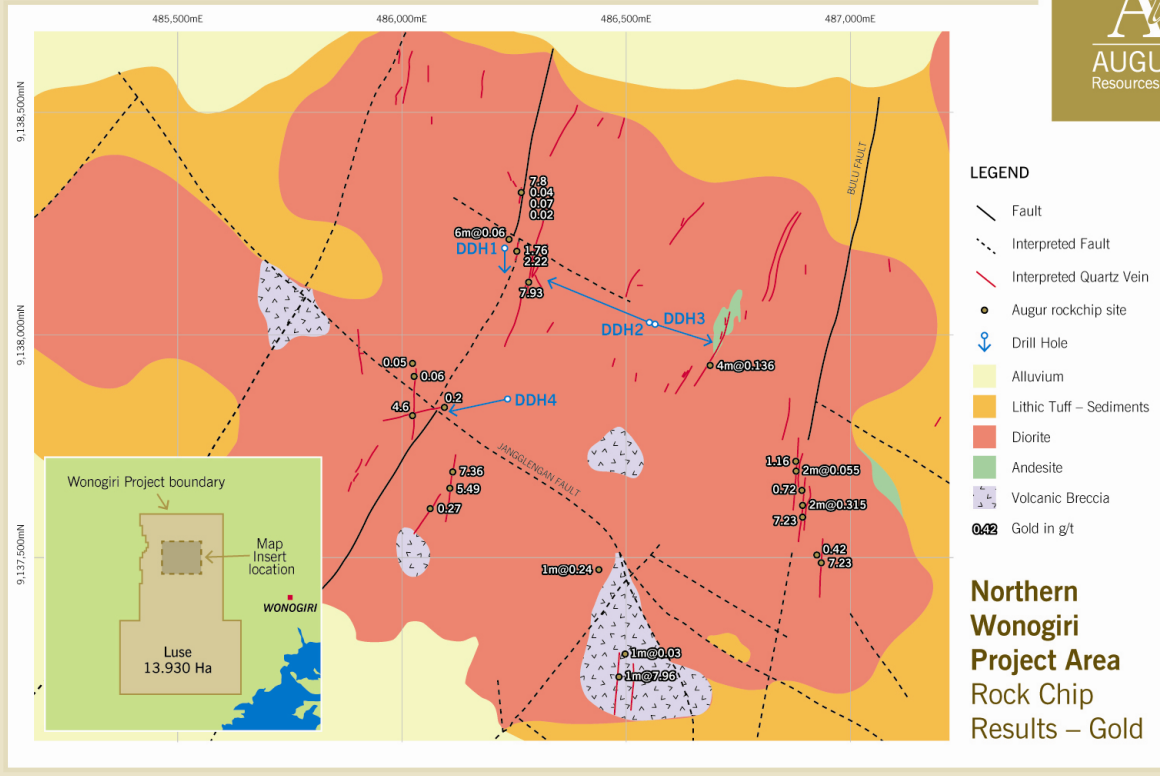 485,500mE
486,000mE
486,500mE
487,000mE
AUGU
Resources
9,138,500mN
9,138,000mN
9,137,500mN
BULU FAULT
7.8
0.04
0.07
0.02
6m@0.06
DDH1
1.76
2.22
7.93
DDH2
DDH3
4m@0.136
0.05
0.06
0.2
4.6
DDH4
JANGGLENGAN FAULT
7.36
5.49
0.27
1.16
2m@0.055
0.72
2m@0.315
7.23
0.42
7.23
1m@0.24
1m@0.03
1m@7.96
Wonogiri Project boundary
Map
Insert
location
WONOGIRI
Luse
13.930 Ha
LEGEND
Fault
Interpreted Fault
Interpreted Quartz Vein
Augur rockchip site
Drill Hole
Alluvium
Lithic Tuff – Sediments
Diorite
Andesite
Volcanic Breccia
0.42 Gold in g/t
Northern
Wonogiri
Project Area
Rock Chip
Results – Gold